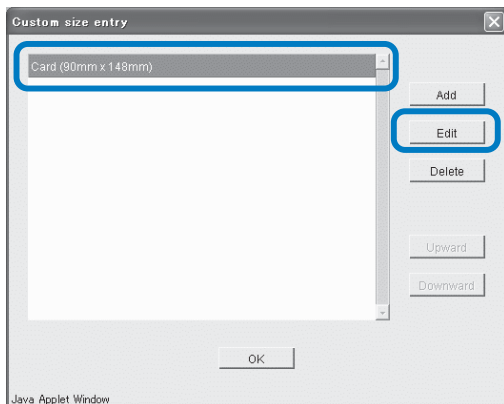 Custom size entry
Card (90mm x 148mm)
Add
Edit
Delete
Upward
Downward
OK
Java Applet Window